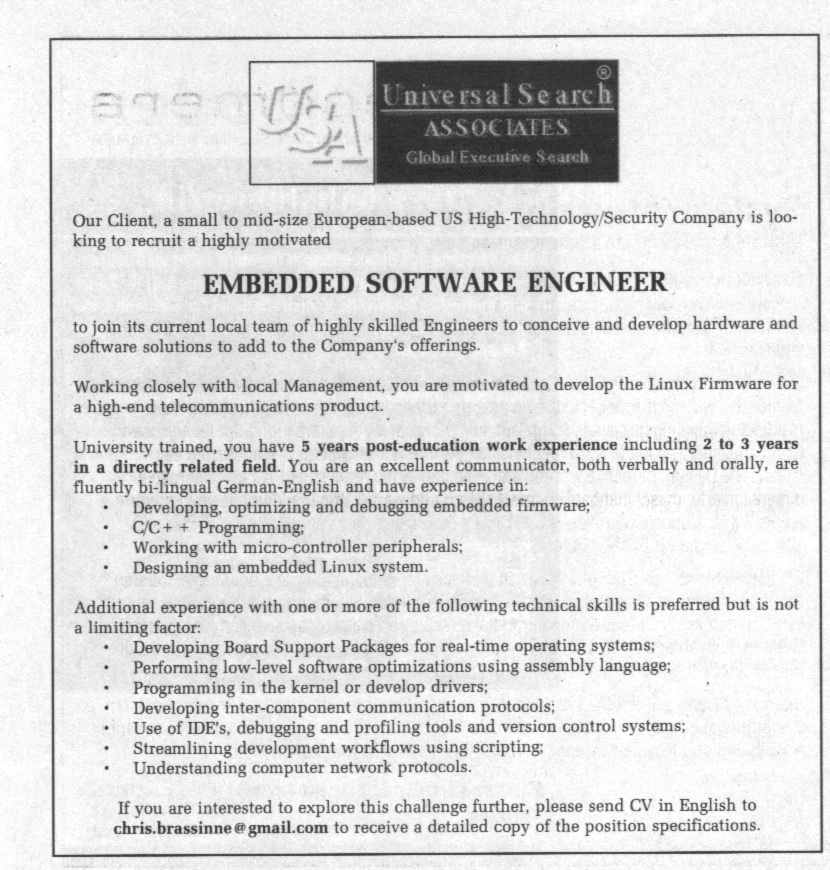 USA
®
Universal Search
ASSOCIATES
Global Executive Search
Our Client, a small to mid-size European-based US High-Technology/Security Company is loo-
king to recruit a highly motivated
EMBEDDED SOFTWARE ENGINEER
to join its current local team of highly skilled Engineers to conceive and develop hardware and
software solutions to add to the Company's offerings.
Working closely with local Management, you are motivated to develop the Linux Firmware for
a high-end telecommunications product.
University trained, you have 5 years post-education work experience including 2 to 3 years
in a directly related field. You are an excellent communicator, both verbally and orally, are
fluently bi-lingual German-English and have experience in:
· Developing, optimizing and debugging embedded firmware;
· C/C++ Programming;
· Working with micro-controller peripherals;
· Designing an embedded Linux system.
Additional experience with one or more of the following technical skills is preferred but is not
a limiting factor:
· Developing Board Support Packages for real-time operating systems;
· Performing low-level software optimizations using assembly language;
· Programming in the kernel or develop drivers;
· Developing inter-component communication protocols;
· Use of IDE's, debugging and profiling tools and version control systems;
· Streamlining development workflows using scripting;
· Understanding computer network protocols.
If you are interested to explore this challenge further, please send CV in English to
chris.brassinne@gmail.com to receive a detailed copy of the position specifications.